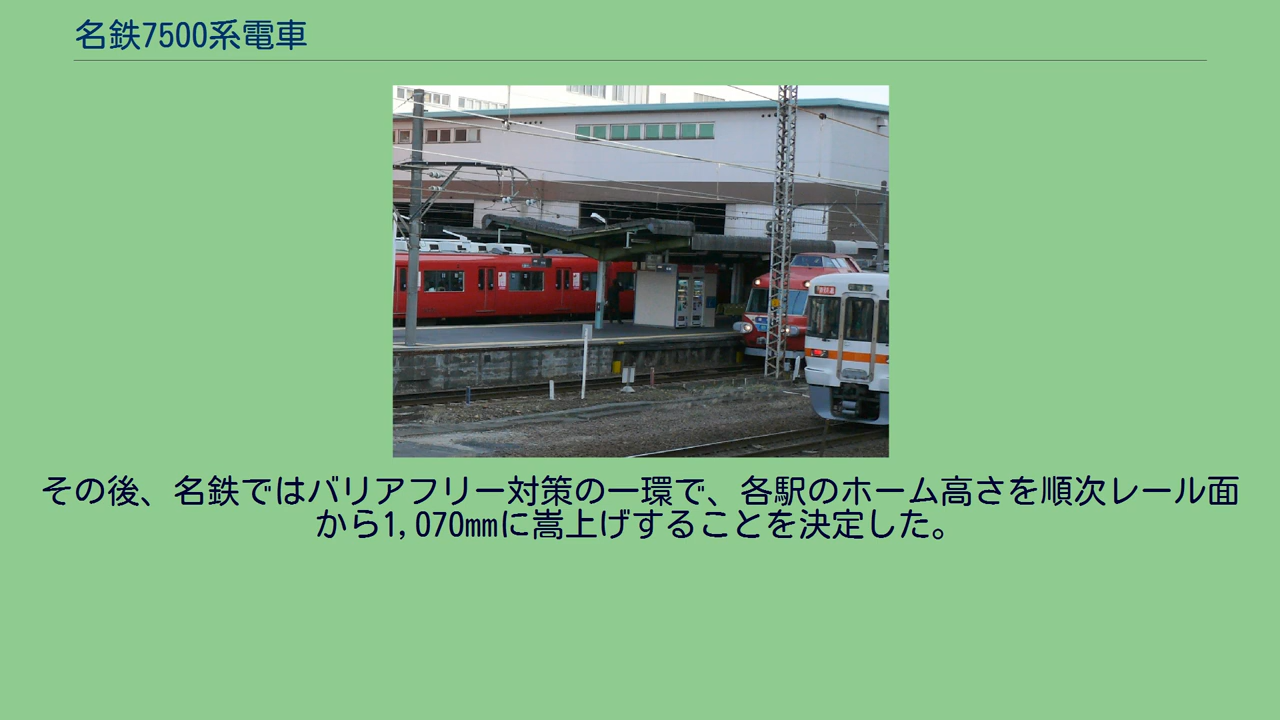 名鉄7500系電車
その後、名鉄ではバリアフリー対策の一環で、各駅のホーム高さを順次レール面
から1,070mmに嵩上げすることを決定した。